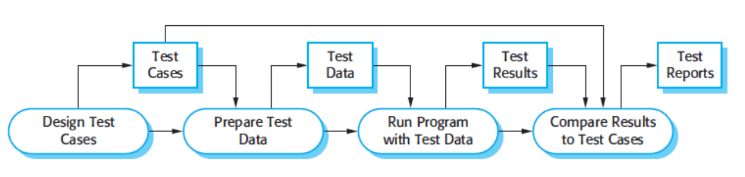 Test
Cases
Test
Data
Test
Results
Test
Reports
Design Test
Cases
Prepare Test
Data
Run Program
with Test Data
Compare Results
to Test Cases